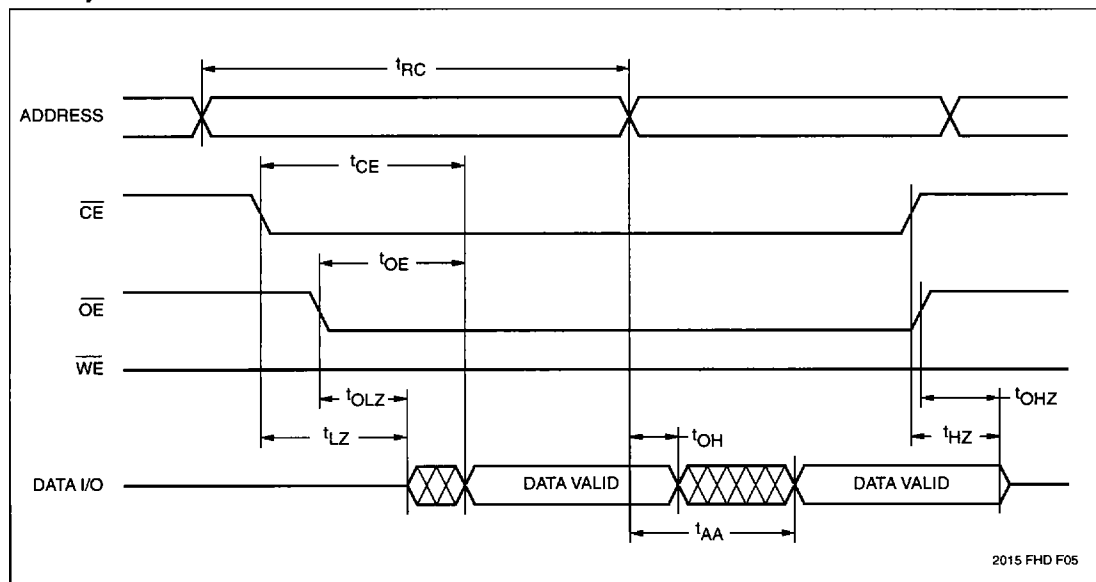 tRC
ADDRESS
tCE
CE
tOE
OE
WE
tOLZ
tOHZ
tLZ
tOH
tHZ
DATA I/O
DATA VALID
DATA VALID
tAA
2015 FHD F05